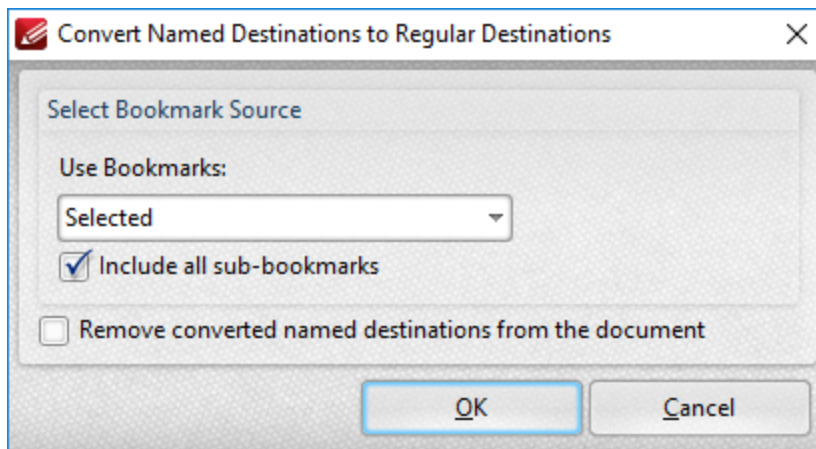 Convert Named Destinations to Regular Destinations
Select Bookmark Source
Use Bookmarks:
Selected
Include all sub-bookmarks
Remove converted named destinations from the document
OK
Cancel